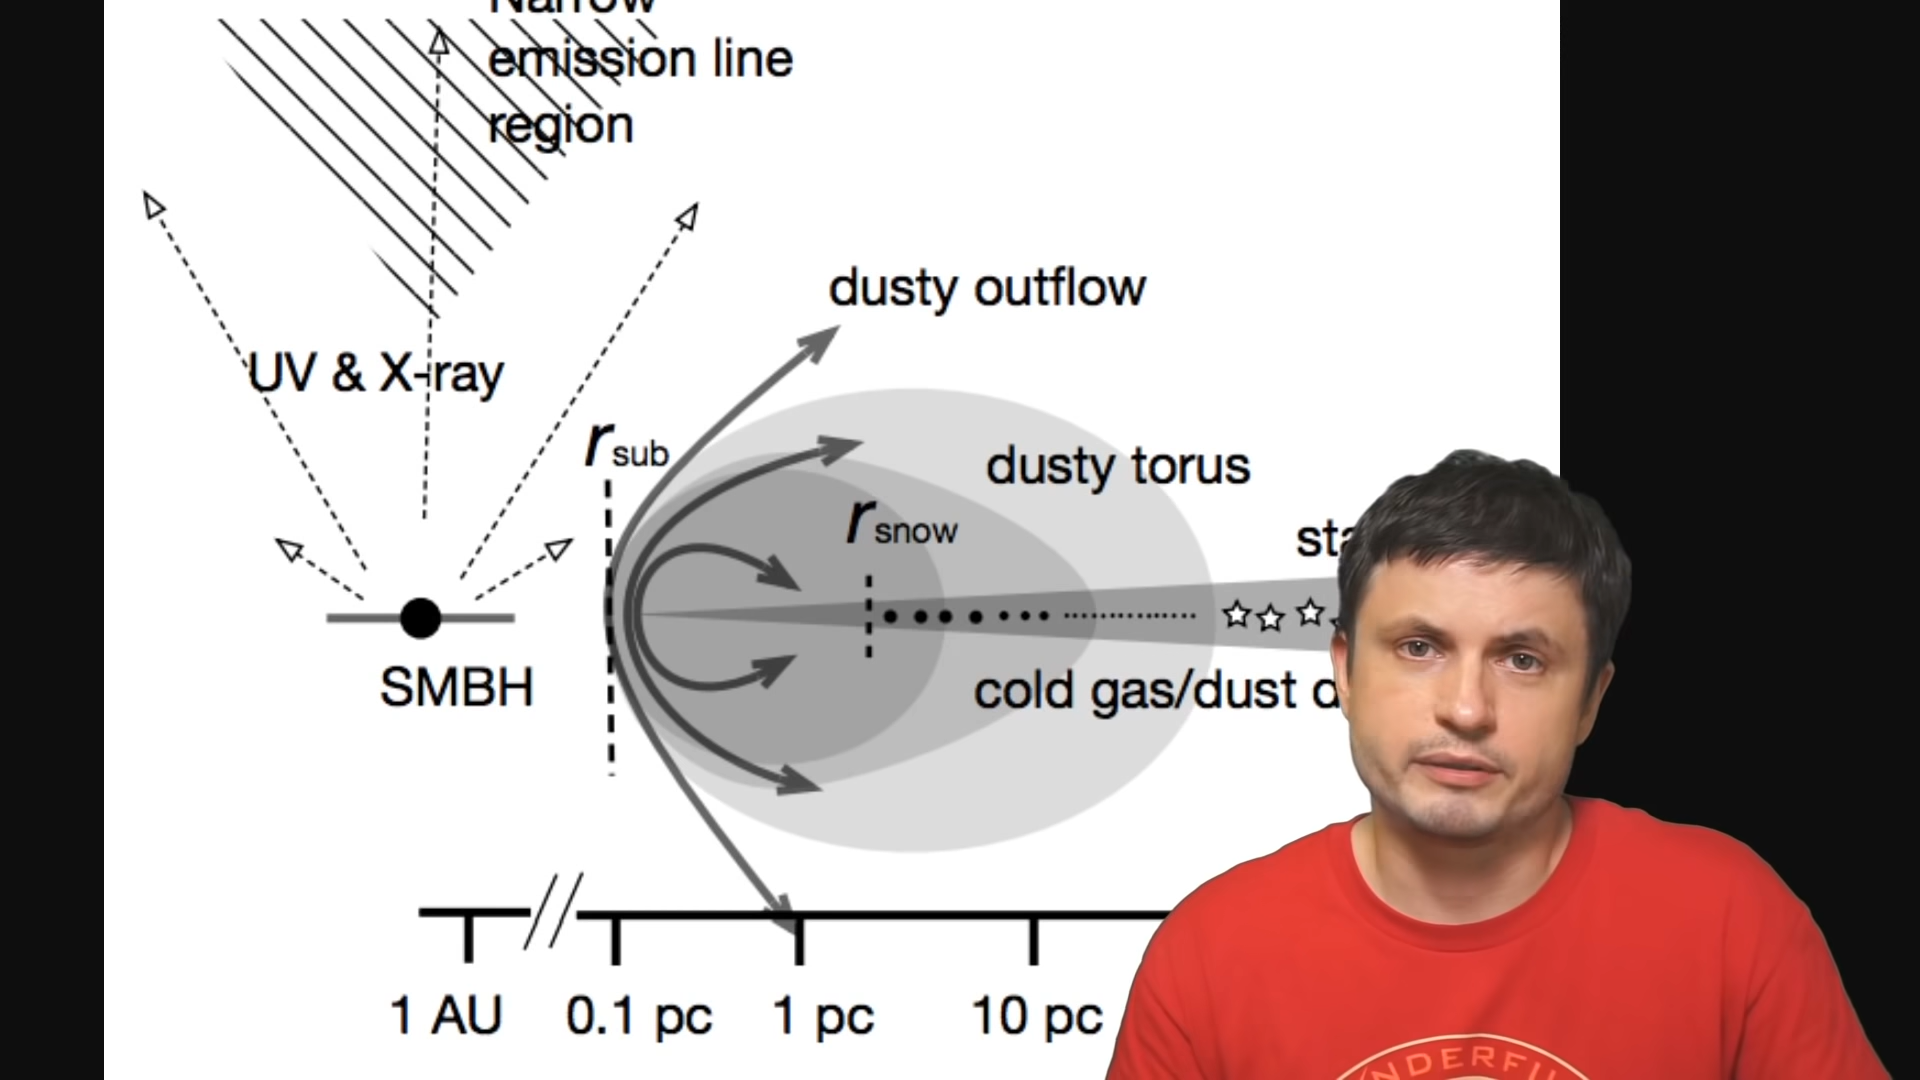 Narrow
emission line
region
dusty outflow
UV & X-ray
r sub
dusty torus
r snow
SMBH
cold gas/dust
1 AU
0.1 pc
1 pc
10 pc